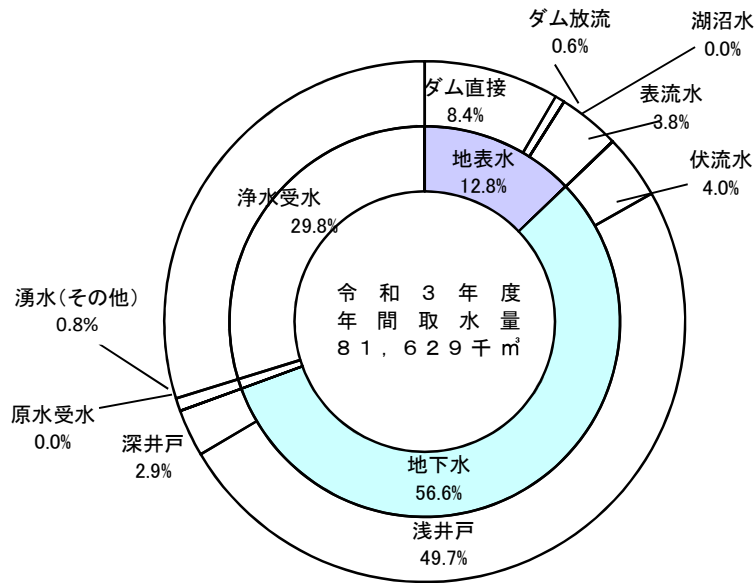 ダム放流
0.6%
湖沼水
0.0%
ダム直接
8.4%
表流水
3.8%
地表水
12.8%
伏流水
4.0%
浄水受水
29.8%
令和3年度
年間取水量
81,629千㎥
湧水(その他)
0.8%
原水受水
0.0%
深井戸
2.9%
地下水
56.6%
浅井戸
49.7%